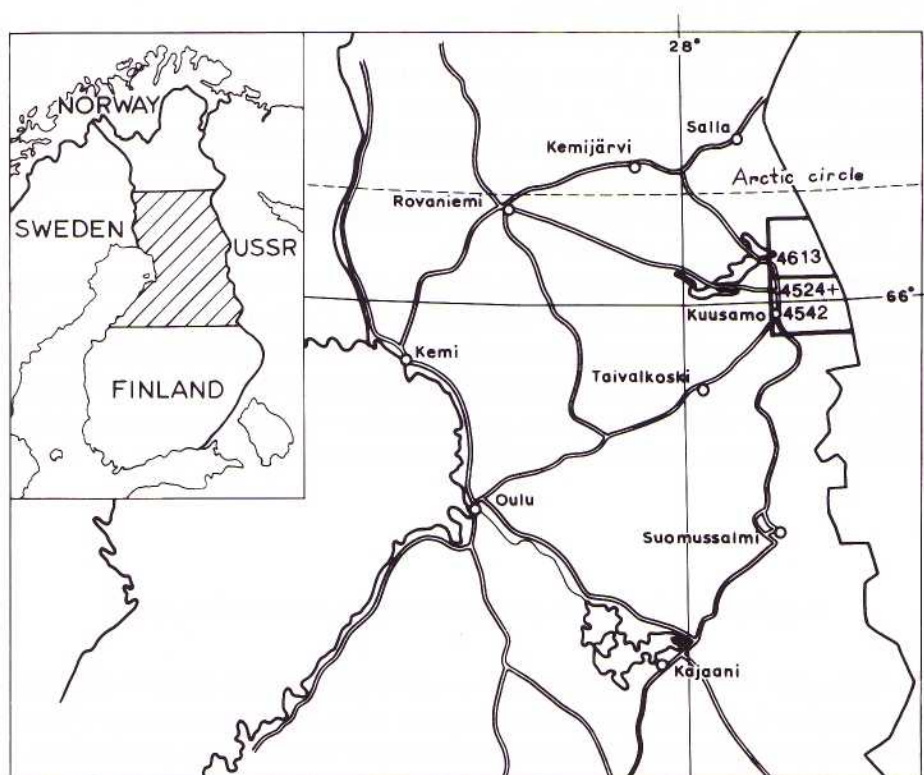 NORWAY
SWEDEN
USSR
FINLAND
28°
Salla
Kemijärvi
Arctic circle
Rovaniemi
4613
4524+
66°
Kuusamo
4542
Kemi
Taivalkoski
Oulu
Suomussalmi
Kajaani